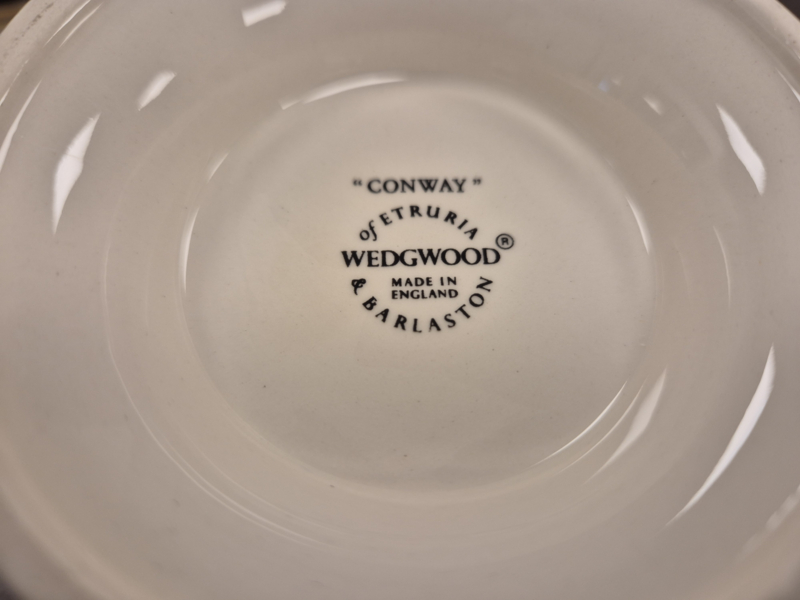 "CONWAY"
of ETRURIA
WEDGWOOD®
MADE IN
ENGLAND
& BARLASTON